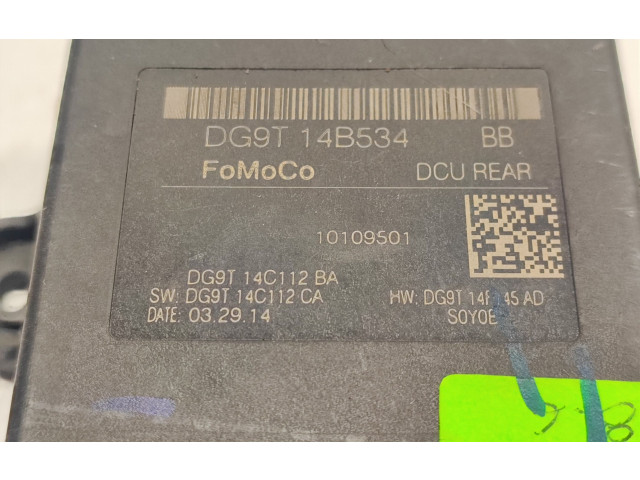 DG9T 14B534 BB
FoMoCo DCU REAR
10109501
DG9T 14C112 BA
SW: DG9T 14C112 CA HW: DG9T AD
DATE: 03.29.14